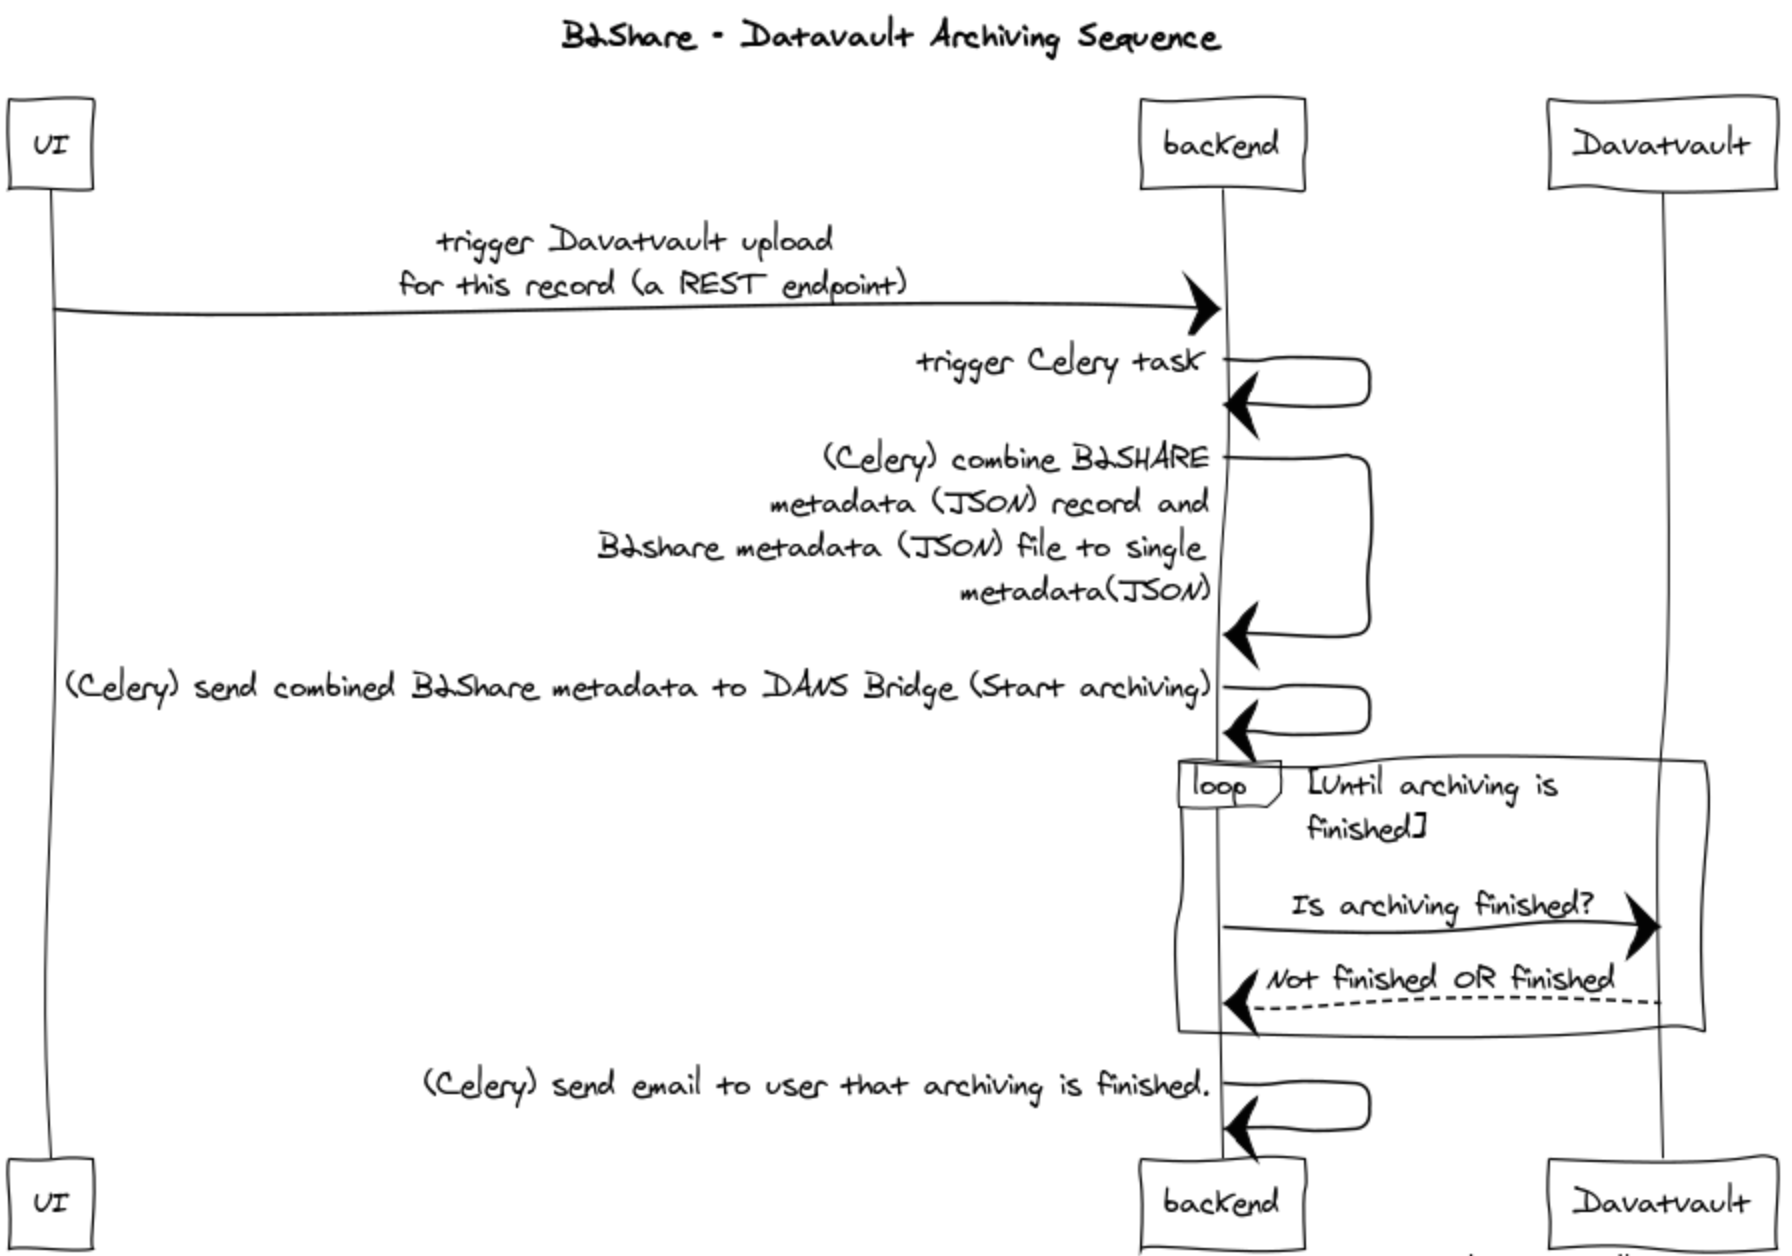 B2Share - Datavault Archiving Sequence
UI
backend
Davatvault
trigger Davatvault upload
for this record (a REST endpoint)
trigger Celery task
(Celery) combine B2SHARE
metadata (JSON) record and
B2share metadata (JSON) file to single
metadata(JSON)
(Celery) send combined B2Share metadata to DANS Bridge (Start archiving)
loop
[Until archiving is
finished]
Is archiving finished?
Not finished OR finished
(Celery) send email to user that archiving is finished.
UI
backend
Davatvault